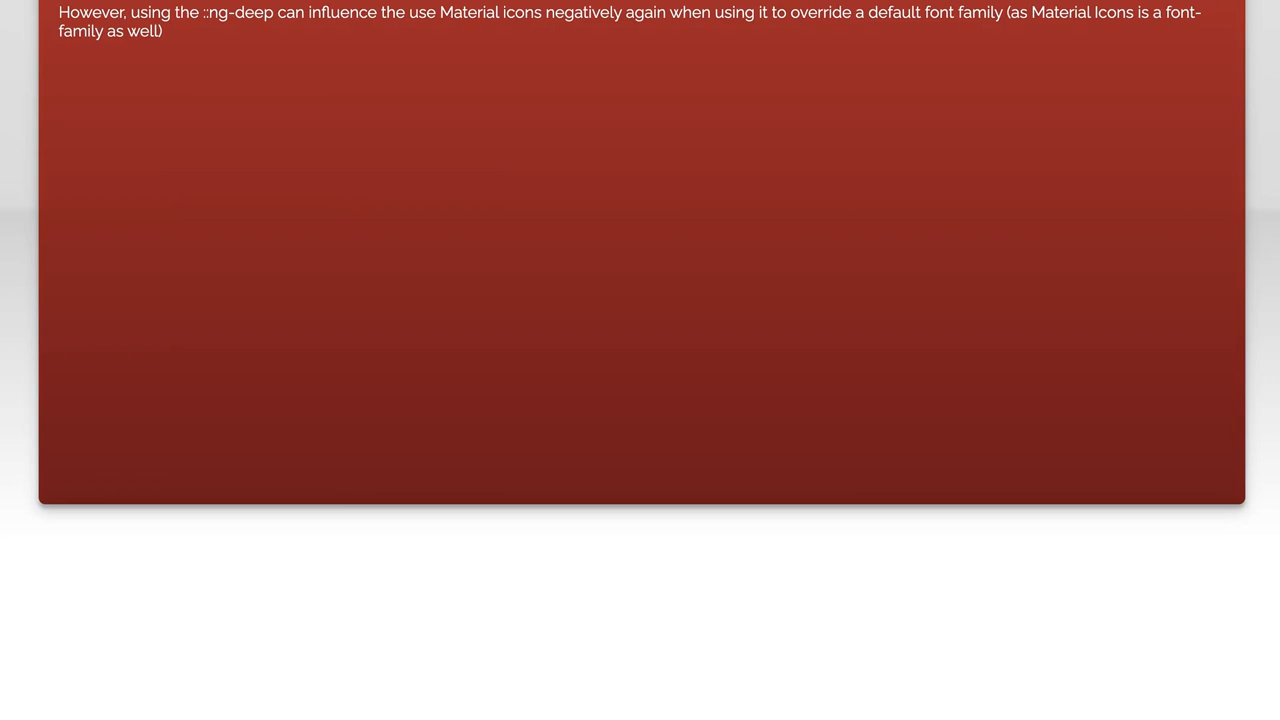 However, using the ::ng-deep can influence the use Material icons negatively again when using it to override a default font family (as Material Icons is a font-
family as well)